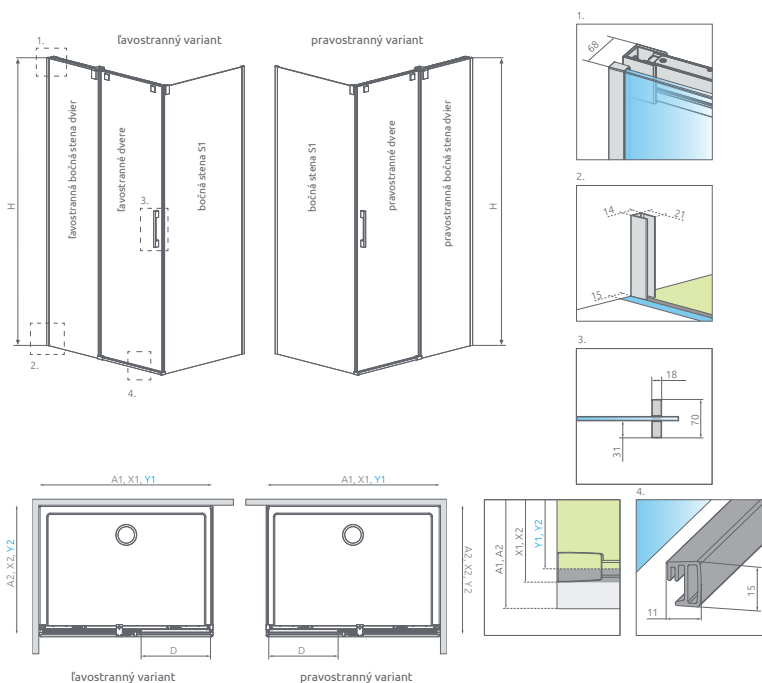 ľavostranný variant
pravostranný variant
1.
H
ľavostranná bočná stena dvier
ľavostranné dvere
3.
bočná stena S1
2.
4.
bočná stena S1
pravostranné dvere
pravostranná bočná stena dvier
H
1.
68
2.
14
21
15
3.
18
70
31
A1, X1, Y1
A2, X2, Y2
D
ľavostranný variant
A1, X1, Y1
A2, X2, Y2
D
pravostranný variant
A1, A2
X1, X2
Y1, Y2
4.
11
15